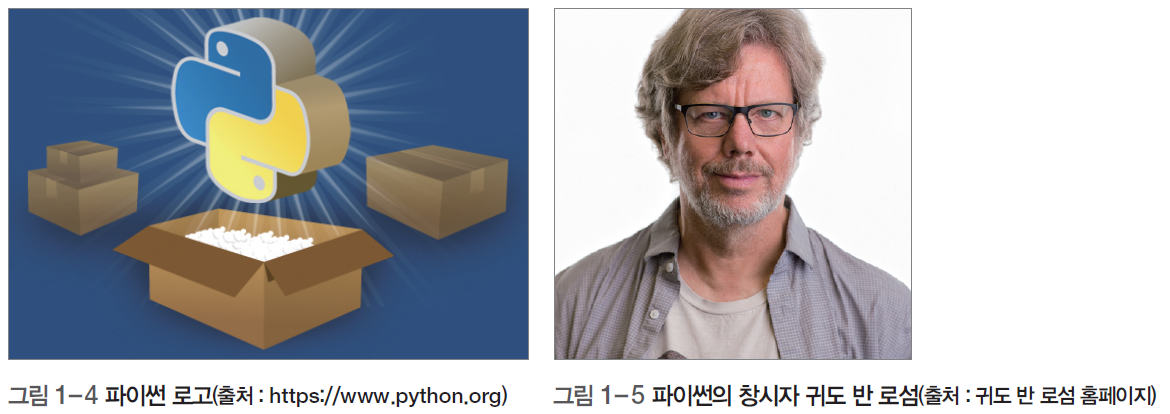 그림 1-4 파이썬 로고(출처 : https://www.python.org)
그림 1-5 파이썬의 창시자 귀도 반 로섬(출처 : 귀도 반 로섬 홈페이지)